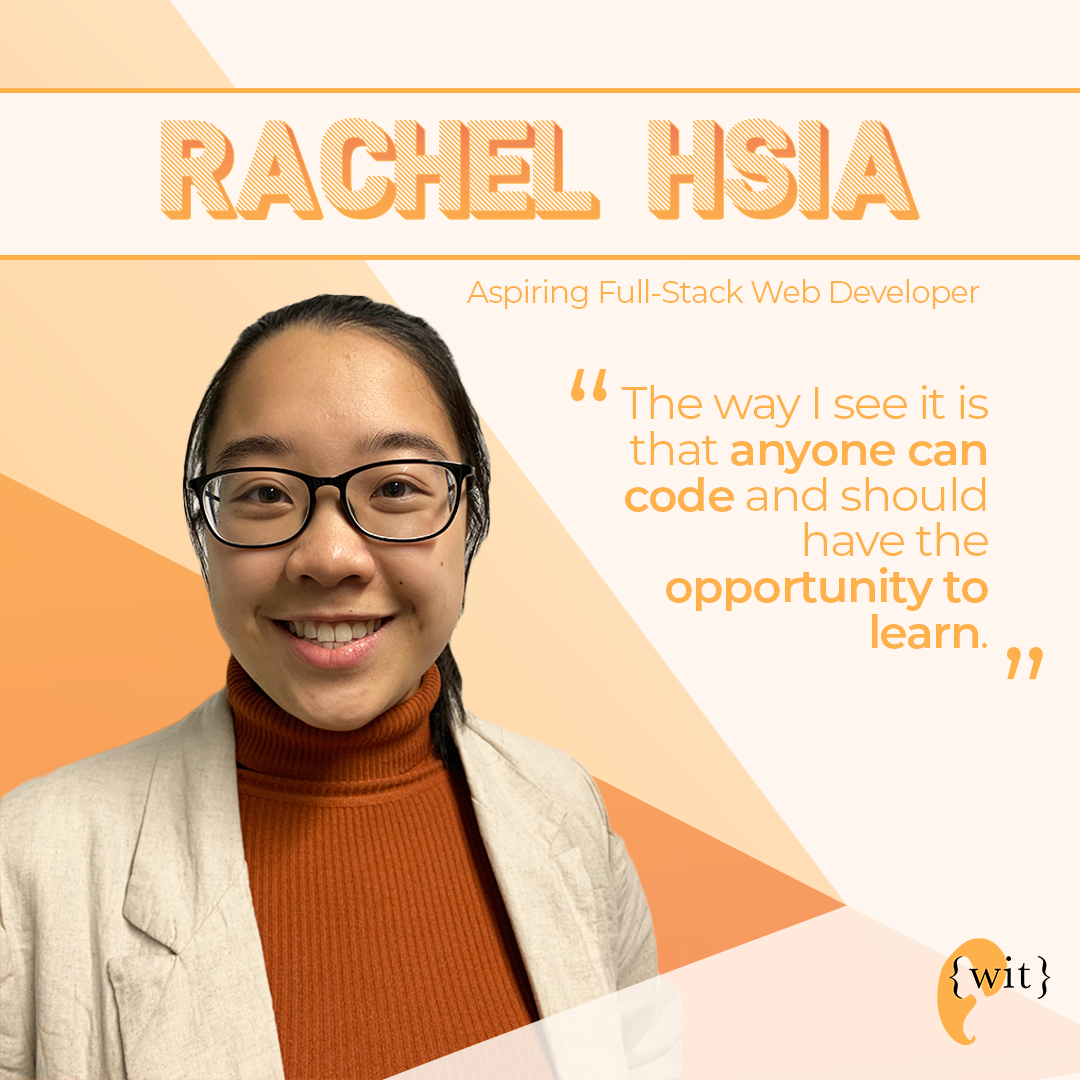 RACHEL HSIA
Aspiring Full-Stack Web Developer
“ The way I see it is
that anyone can
code and should
have the
opportunity to
learn. ”
{wit}